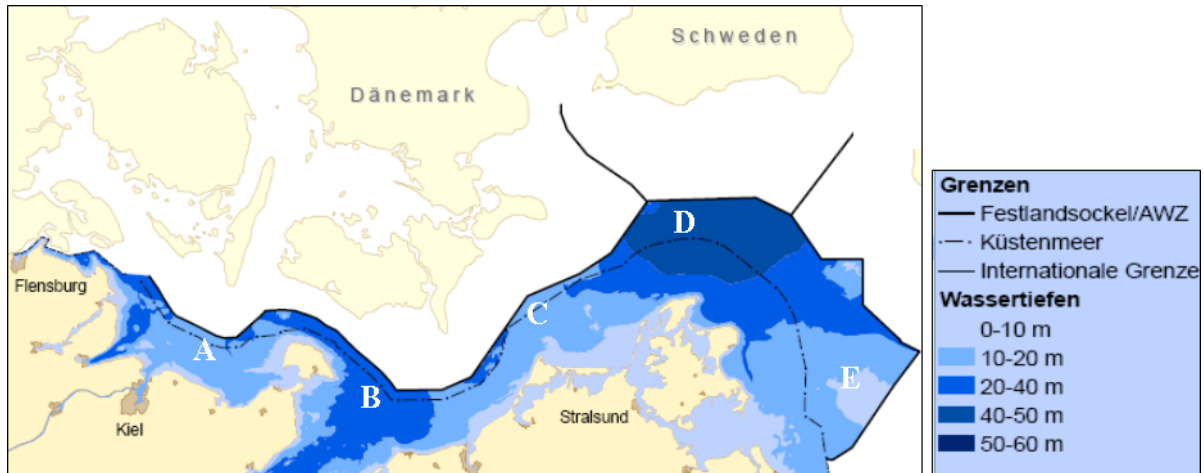 Schweden
Dänemark
D
Flensburg
C
A
E
B
Kiel
Stralsund
Grenzen
Festlandsockel/AWZ
Küstenmeer
Internationale Grenze
Wassertiefen
0-10 m
10-20 m
20-40 m
40-50 m
50-60 m